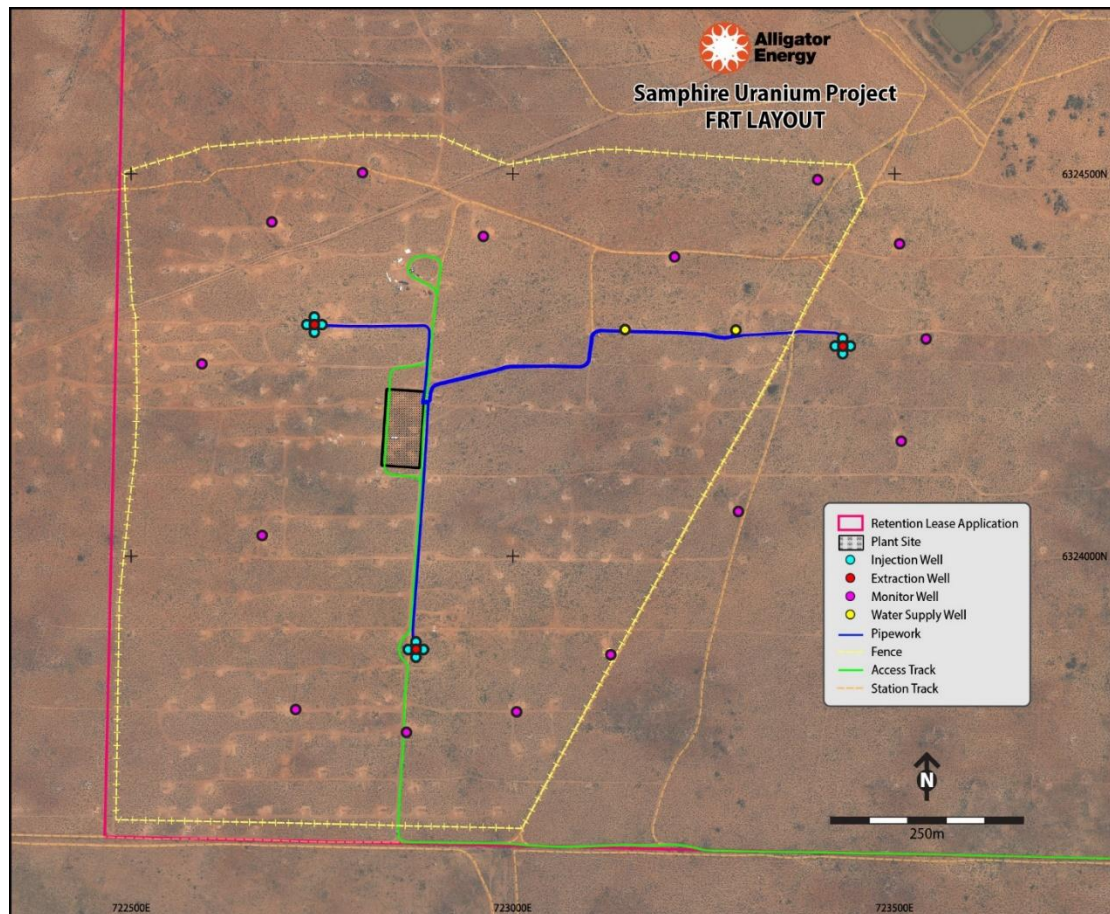 Alligator
Energy
Samphire Uranium Project
FRT LAYOUT
6324500N
Retention Lease Application
Plant Site
Injection Well
Extraction Well
Monitor Well
Water Supply Well
Pipework
Fence
Access Track
Station Track
6324000N
N
250m
722500E
723000E
723500E